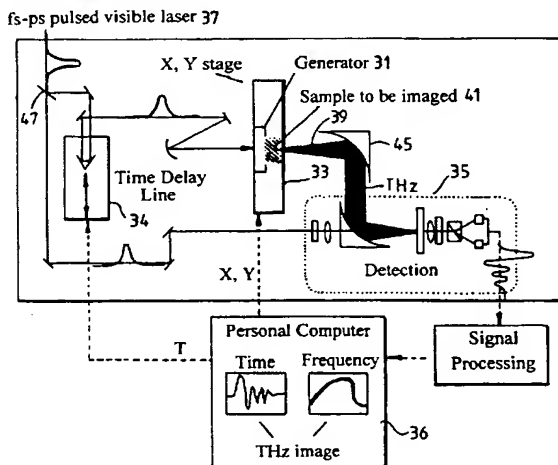 fs-ps pulsed visible laser 37
X, Y stage
Generator 31
Sample to be imaged 41
39
45
47
Time Delay
Line
34
33
THz
35
Detection
X, Y
T
Personal Computer
Time
Frequency
THz image
36
Signal
Processing